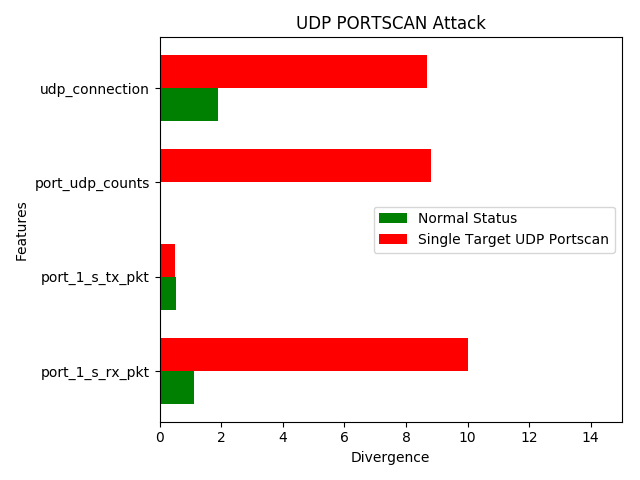 UDP PORTSCAN Attack
Features
udp_connection
port_udp_counts
port_1_s_tx_pkt
port_1_s_rx_pkt
Normal Status
Single Target UDP Portscan
0 2 4 6 8 10 12 14
Divergence